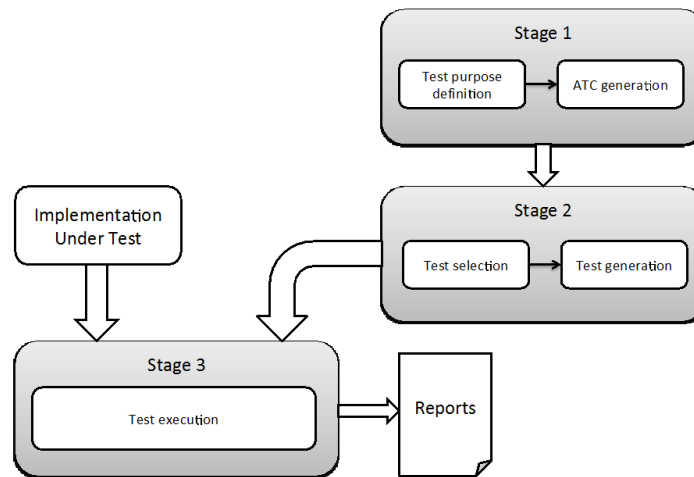 Stage 1
Test purpose
definition
ATC generation
Stage 2
Implementation
Under Test
Test selection
Test generation
Stage 3
Test execution
Reports